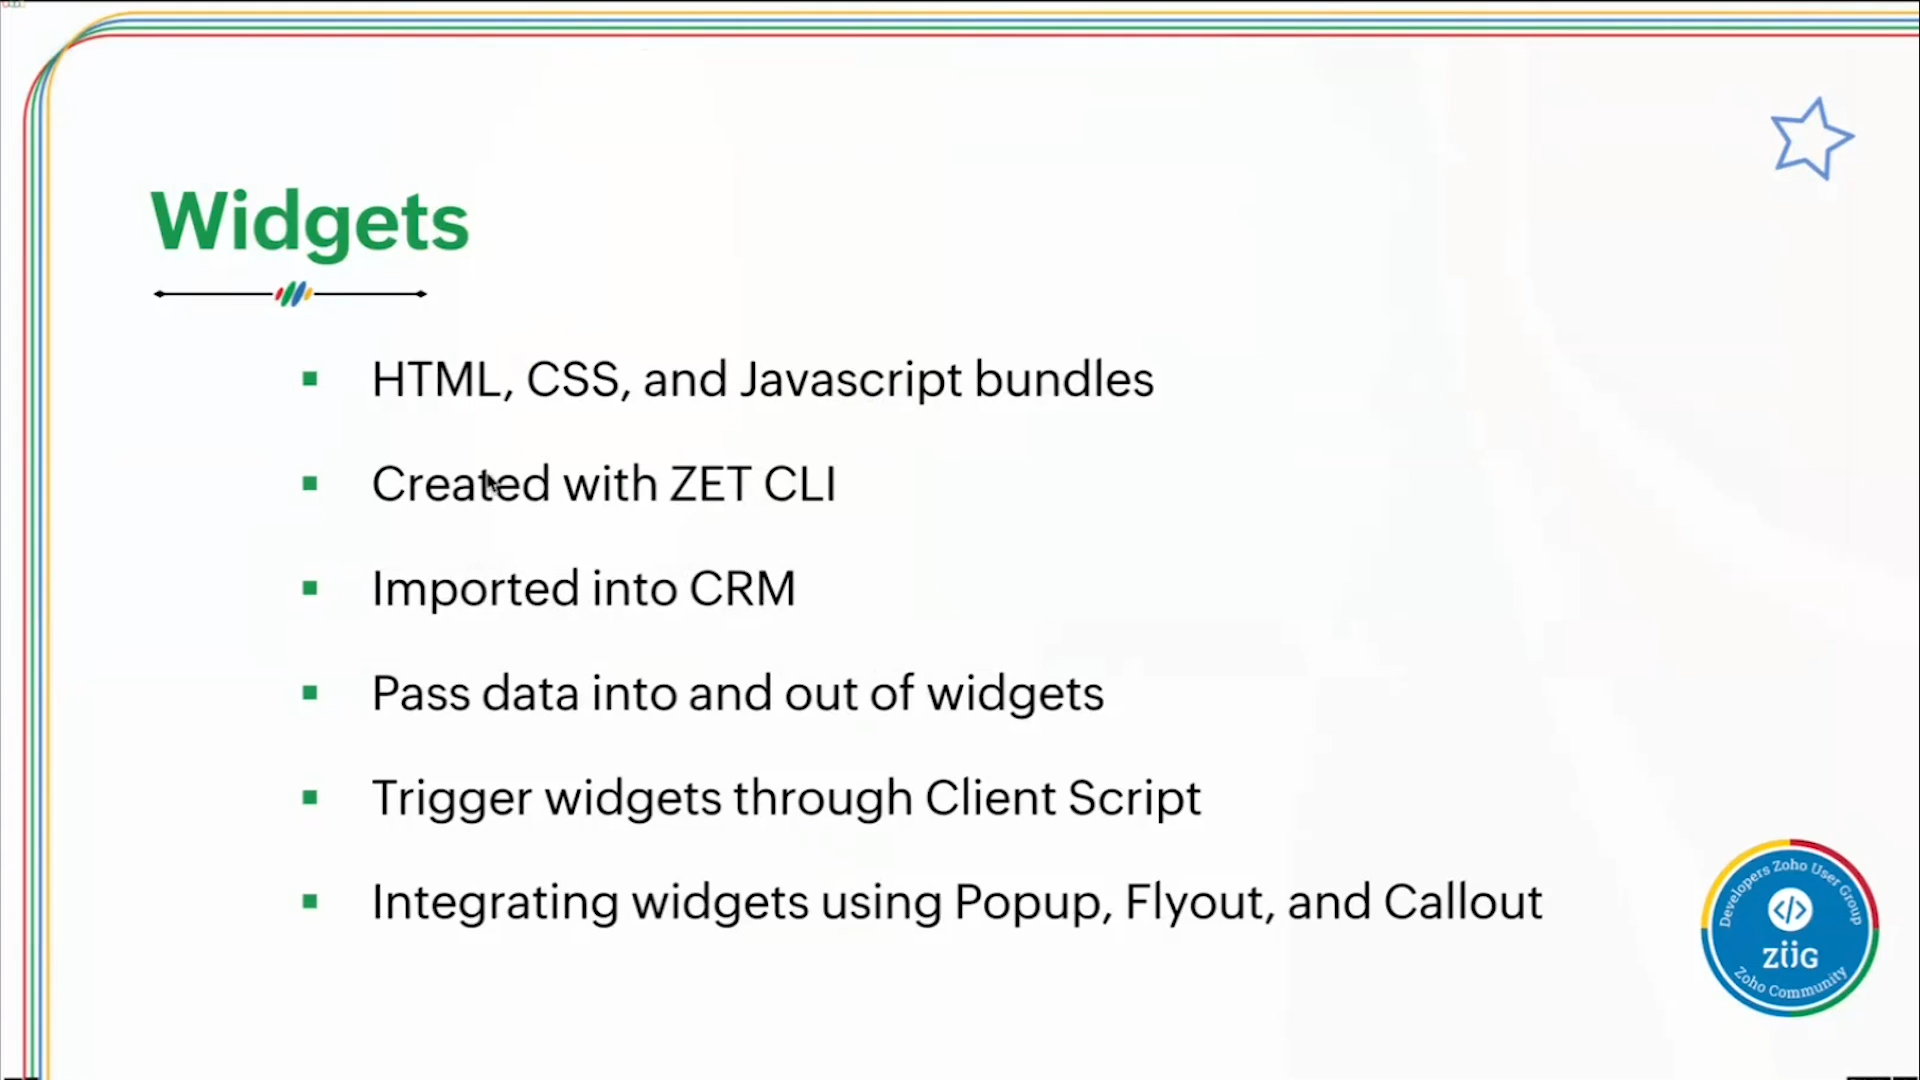 Widgets
HTML, CSS, and Javascript bundles
Created with ZET CLI
Imported into CRM
Pass data into and out of widgets
Trigger widgets through Client Script
Integrating widgets using Popup, Flyout, and Callout
Developers Zoho User Group
</>
ZUG
Zoho Community